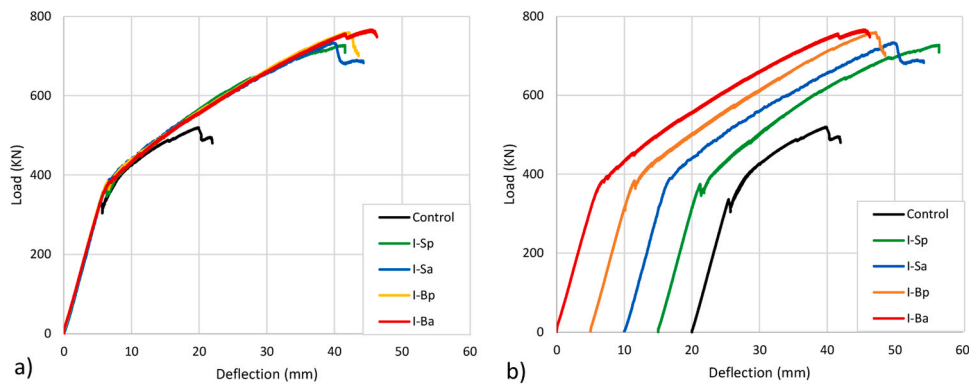 800
600
400
200
0
Load (KN)
0 10 20 30 40 50 60
Deflection (mm)
Control
I-Sp
I-Sa
I-Bp
I-Ba
a)
800
600
400
200
0
Load (KN)
0 10 20 30 40 50 60
Deflection (mm)
Control
I-Sp
I-Sa
I-Bp
I-Ba
b)